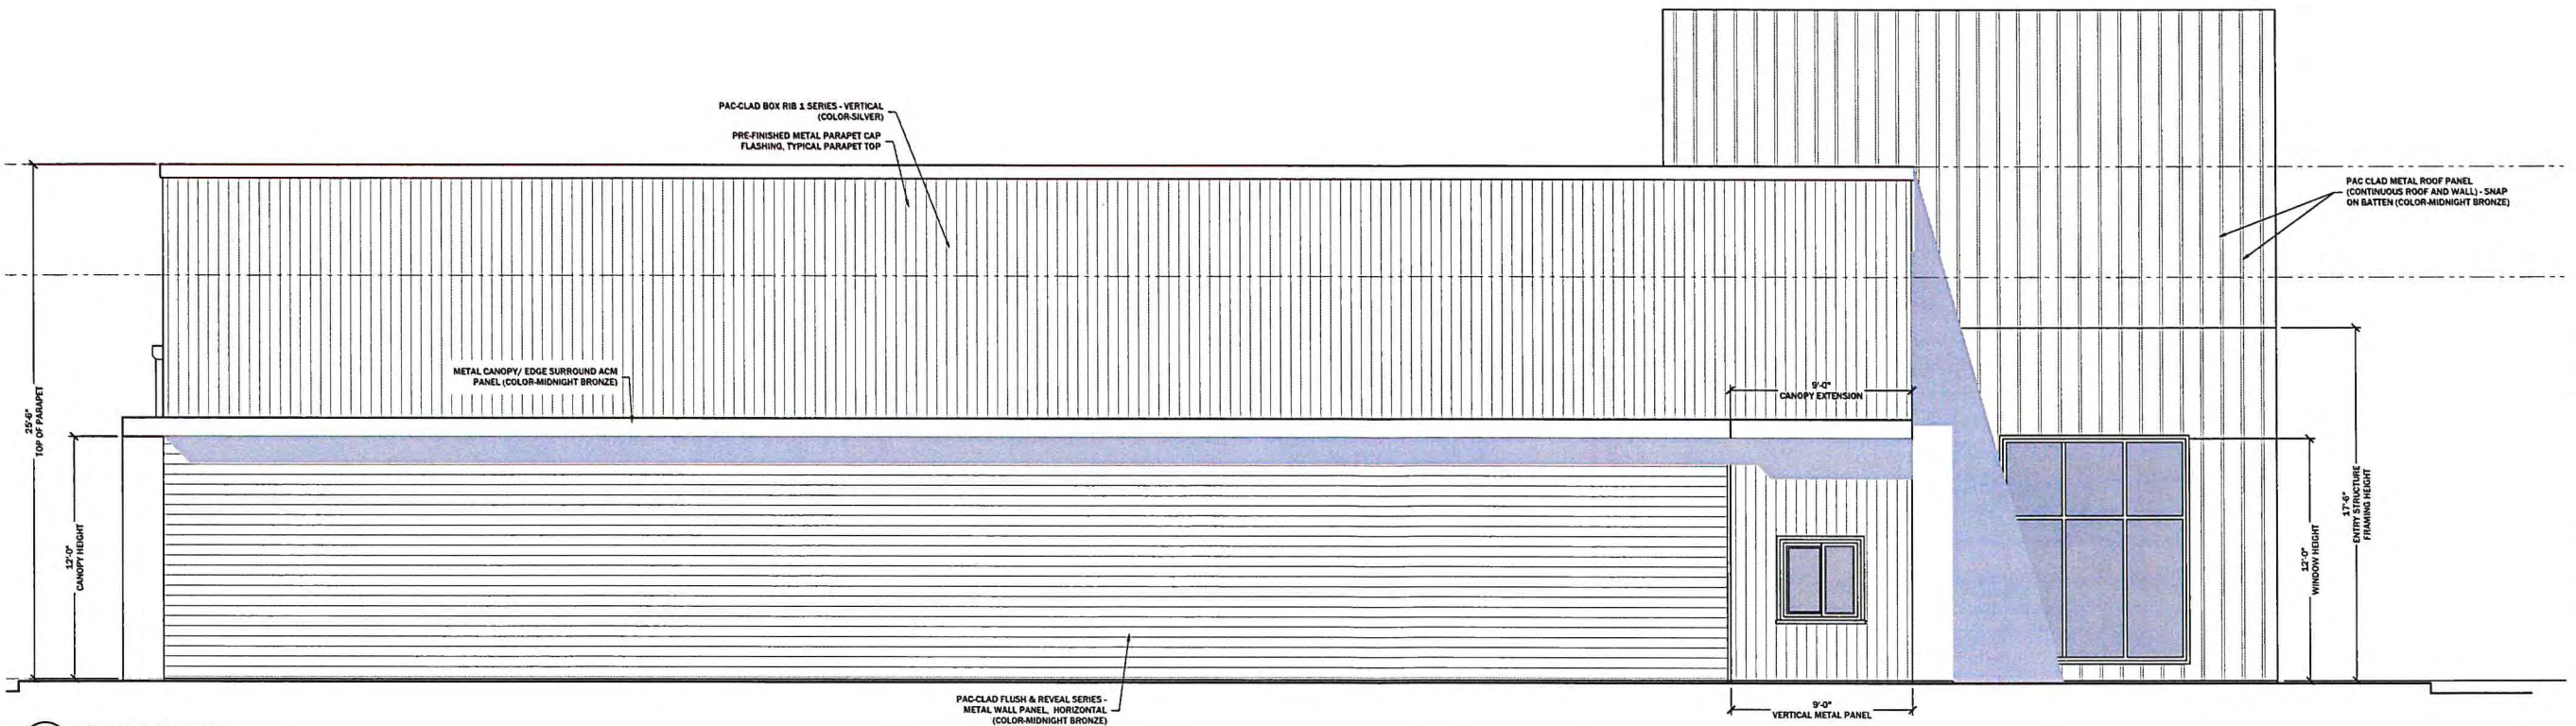 PAC-CLAD BOX RIB 1 SERIES - VERTICAL
(COLOR-SILVER)
PRE-FINISHED METAL PARAPET CAP
FLASHING, TYPICAL PARAPET TOP
PAC CLAD METAL ROOF PANEL
(CONTINUOUS ROOF AND WALL) - SNAP
ON BATTEN (COLOR-MIDNIGHT BRONZE)
METAL CANOPY/ EDGE SURROUND ACM
PANEL (COLOR-MIDNIGHT BRONZE)
9'-0"
CANOPY EXTENSION
25'-6"
TOP OF PARAPET
12'-0"
CANOPY HEIGHT
12'-0"
WINDOW HEIGHT
17'-6"
ENTRY STRUCTURE
FRAMING HEIGHT
PAC-CLAD FLUSH & REVEAL SERIES -
METAL WALL PANEL, HORIZONTAL
(COLOR-MIDNIGHT BRONZE)
9'-0"
VERTICAL METAL PANEL